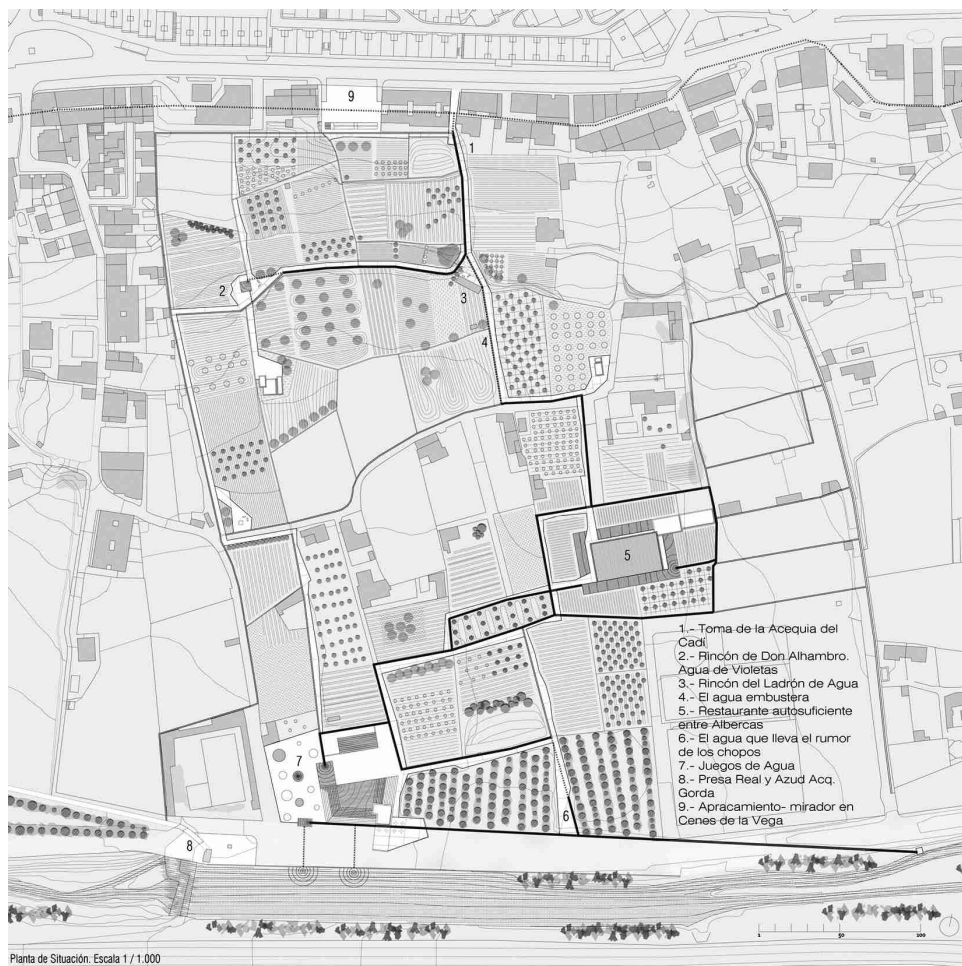 9
1
2
3
4
5
1.- Toma de la Acequia del
Cadí
2.- Rincón de Don Alhambro.
Agua de Violetas
3.- Rincón del Ladrón de Agua
4.- El agua embustera
5.- Restaurante autosuficiente
entre Albercas
6.- El agua que lleva el rumor
de los chopos
7.- Juegos de Agua
8.- Presa Real y Azud Acq.
Gorda
9.- Apracamiento- mirador en
Cenes de la Vega
7
6
8
1 50 100
Planta de Situación. Escala 1 / 1.000